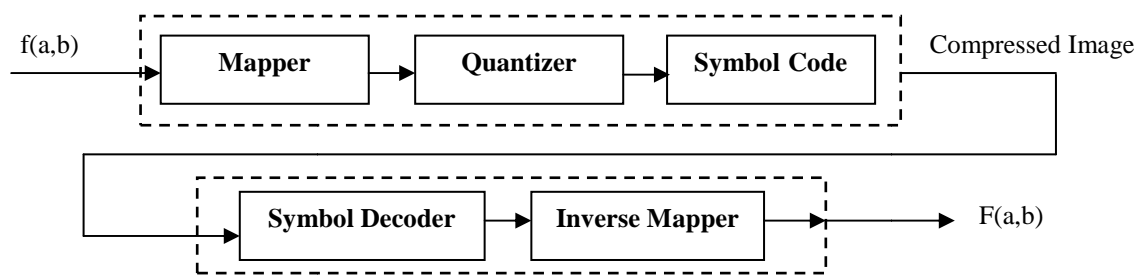 f(a,b)
Mapper
Quantizer
Symbol Code
Compressed Image
Symbol Decoder
Inverse Mapper
F(a,b)